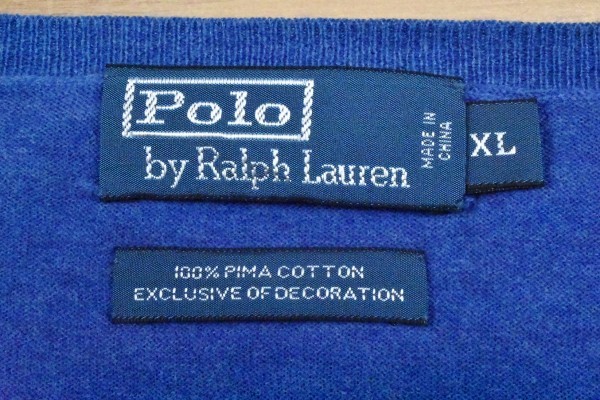 Polo
by Ralph Lauren
MADE IN
CHINA
XL
100% PIMA COTTON
EXCLUSIVE OF DECORATION